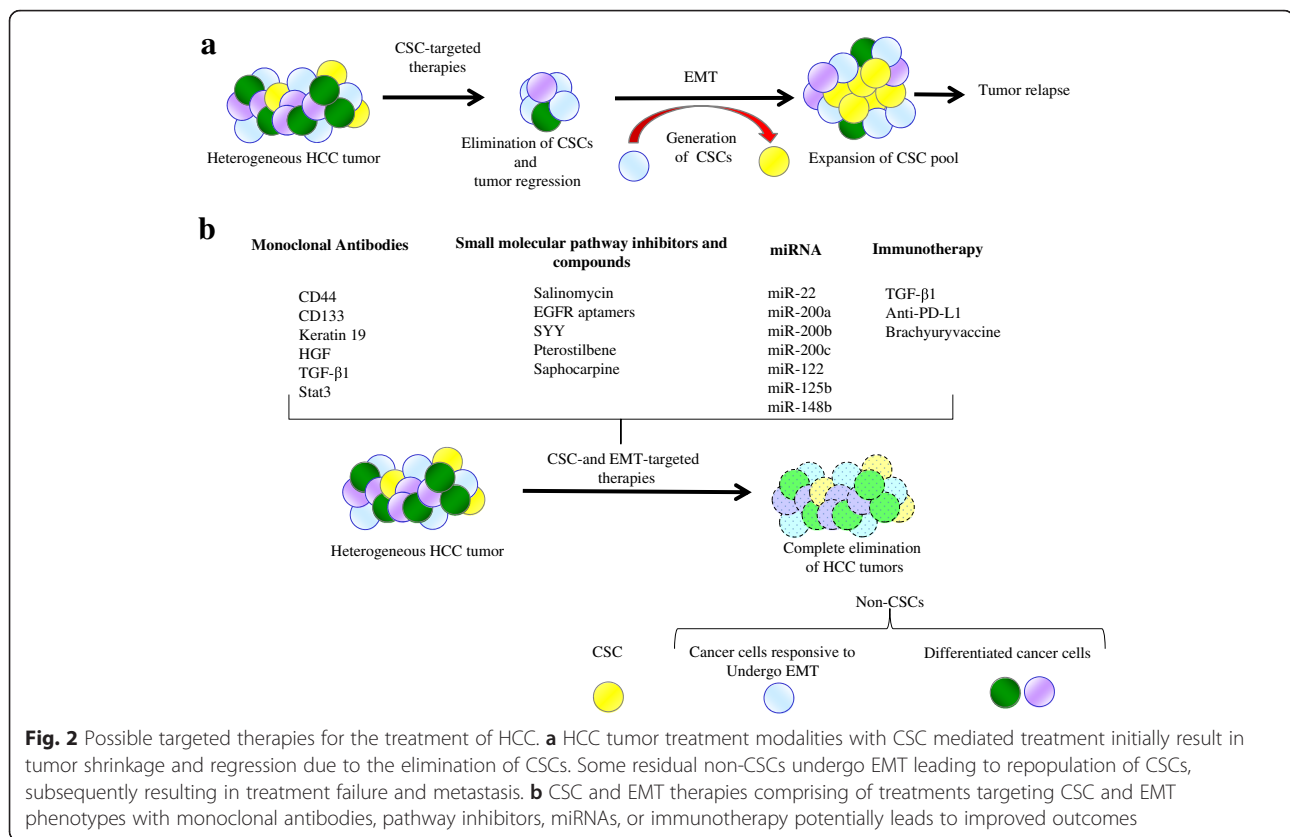 a
CSC-targeted
therapies
EMT
Tumor relapse
Generation
of CSCs
Heterogeneous HCC tumor
Elimination of CSCs
and
tumor regression
Expansion of CSC pool
b
Monoclonal Antibodies
CD44
CD133
Keratin 19
HGF
TGF-β1
Stat3
Small molecular pathway inhibitors and
compounds
Salinomycin
EGFR aptamers
SYY
Pterostilbene
Saphocarpine
miRNA
miR-22
miR-200a
miR-200b
miR-200c
miR-122
miR-125b
miR-148b
Immunotherapy
TGF-β1
Anti-PD-L1
Brachyuryvaccine
CSC-and EMT-targeted
therapies
Heterogeneous HCC tumor
Complete elimination
of HCC tumors
Non-CSCs
CSC
Cancer cells responsive to
Undergo EMT
Differentiated cancer cells
Fig. 2 Possible targeted therapies for the treatment of HCC. a HCC tumor treatment modalities with CSC mediated treatment initially result in
tumor shrinkage and regression due to the elimination of CSCs. Some residual non-CSCs undergo EMT leading to repopulation of CSCs,
subsequently resulting in treatment failure and metastasis. b CSC and EMT therapies comprising of treatments targeting CSC and EMT
phenotypes with monoclonal antibodies, pathway inhibitors, miRNAs, or immunotherapy potentially leads to improved outcomes